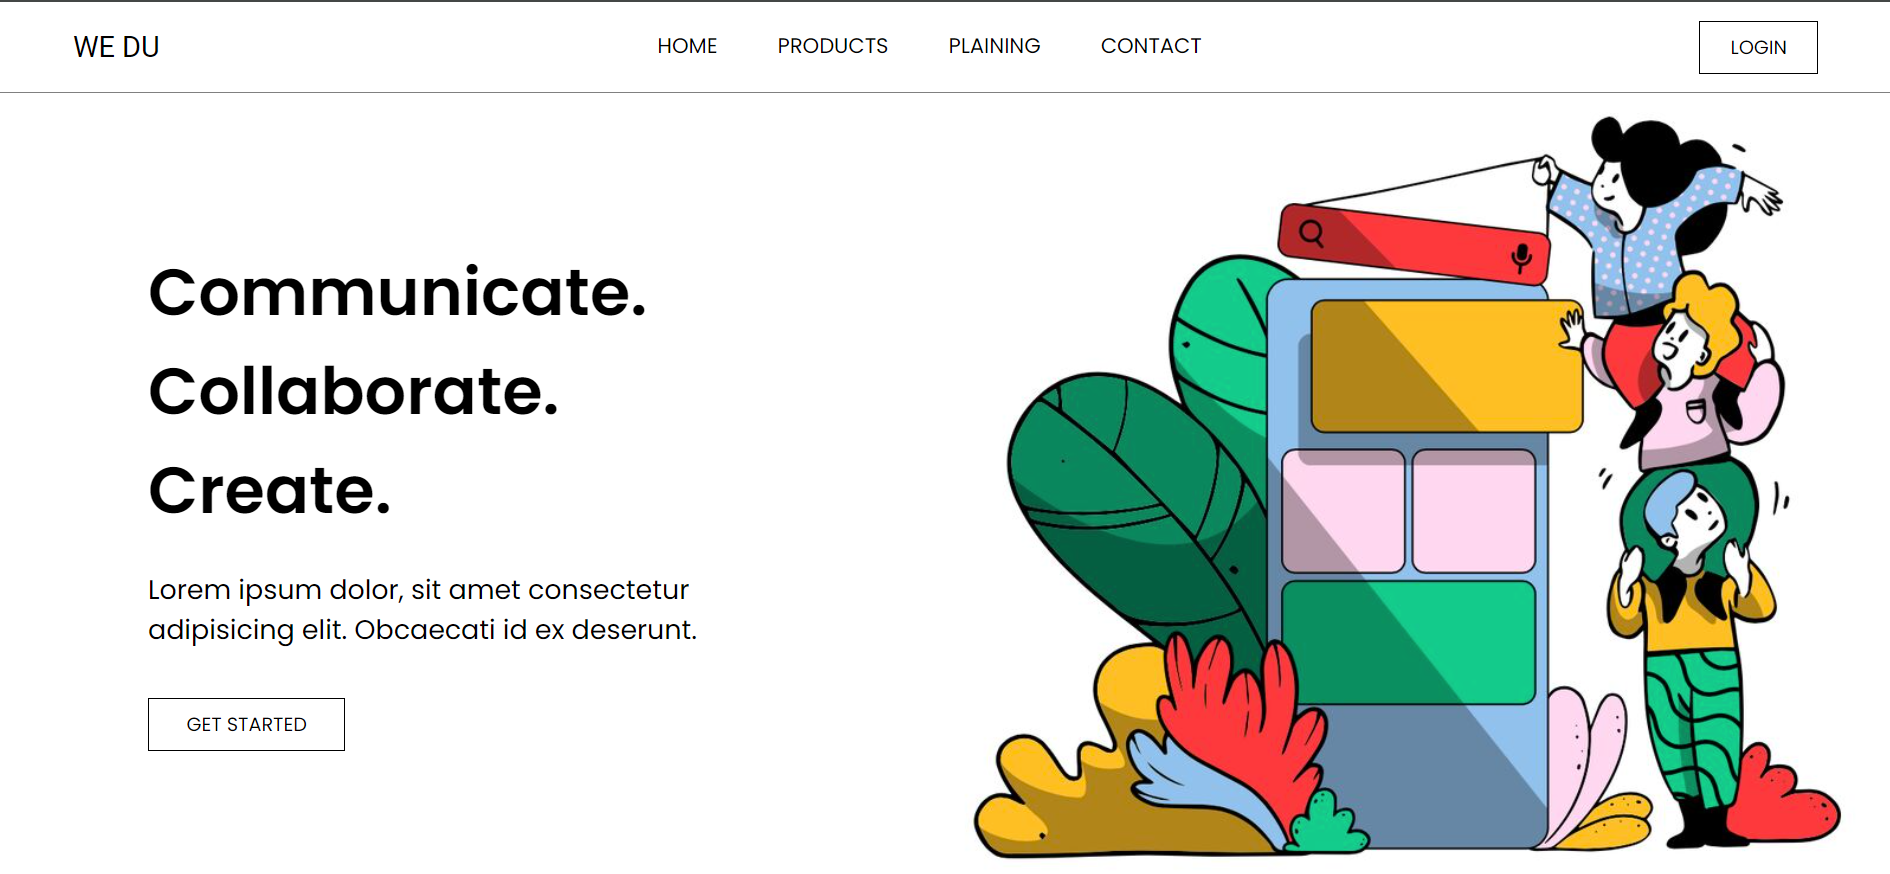 WE DU
HOME PRODUCTS PLAINING CONTACT
LOGIN
Communicate.
Collaborate.
Create.
Lorem ipsum dolor, sit amet consectetur
adipisicing elit. Obcaecati id ex deserunt.
GET STARTED